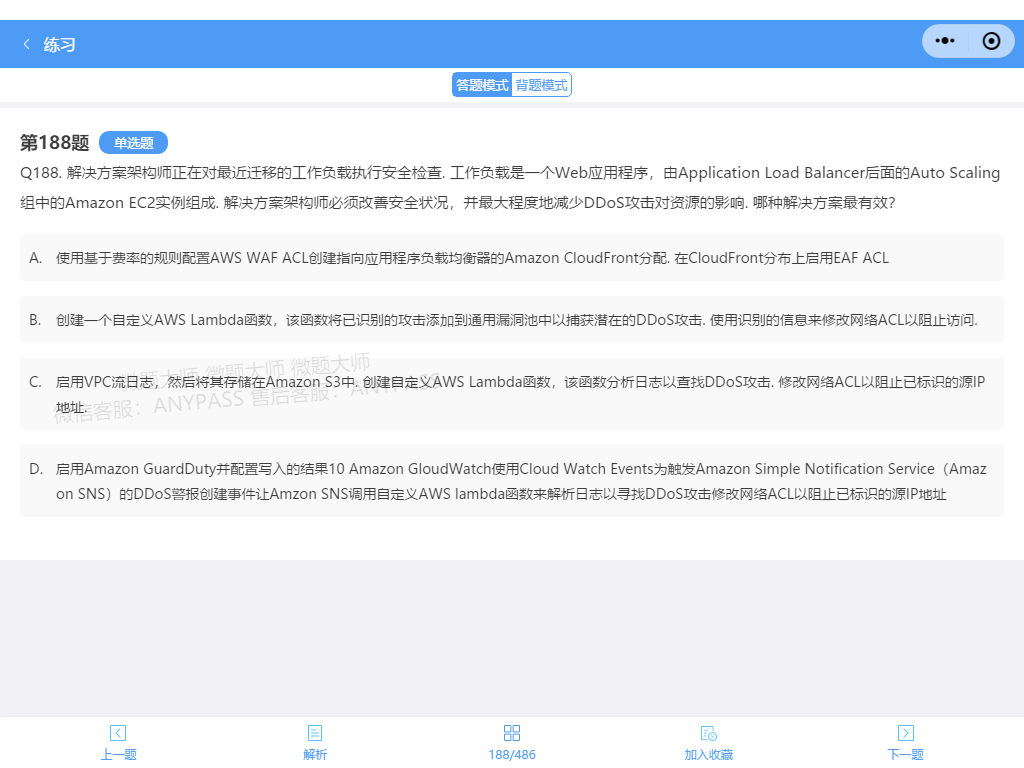 练习
答题模式 背题模式
第188题 单选题
Q188. 解决方案架构师正在对最近迁移的工作负载执行安全检查. 工作负载是一个Web应用程序，由Application Load Balancer后面的Auto Scaling
组中的Amazon EC2实例组成. 解决方案架构师必须改善安全状况，并最大程度地减少DDoS攻击对资源的影响. 哪种解决方案最有效?
A. 使用基于费率的规则配置AWS WAF ACL创建指向应用程序负载均衡器的Amazon CloudFront分配. 在CloudFront分布上启用EAF ACL
B. 创建一个自定义AWS Lambda函数，该函数将已识别的攻击添加到通用漏洞池中以捕获潜在的DDoS攻击. 使用识别的信息来修改网络ACL以阻止访问.
微题大师 微题大师 微题大师
C. 启用VPC流日志，然后将其存储在Amazon S3中. 创建自定义AWS Lambda函数，该函数分析日志以查找DDoS攻击. 修改网络ACL以阻止已标识的源IP
地址.
微信客服：ANYPASS 售后客服：ANYPASS
D. 启用Amazon GuardDuty并配置写入的结果10 Amazon GloudWatch使用Cloud Watch Events为触发Amazon Simple Notification Service（Amaz
on SNS）的DDoS警报创建事件让Amzon SNS调用自定义AWS lambda函数来解析日志以寻找DDoS攻击修改网络ACL以阻止已标识的源IP地址
上一题 解析 188/486 加入收藏 下一题